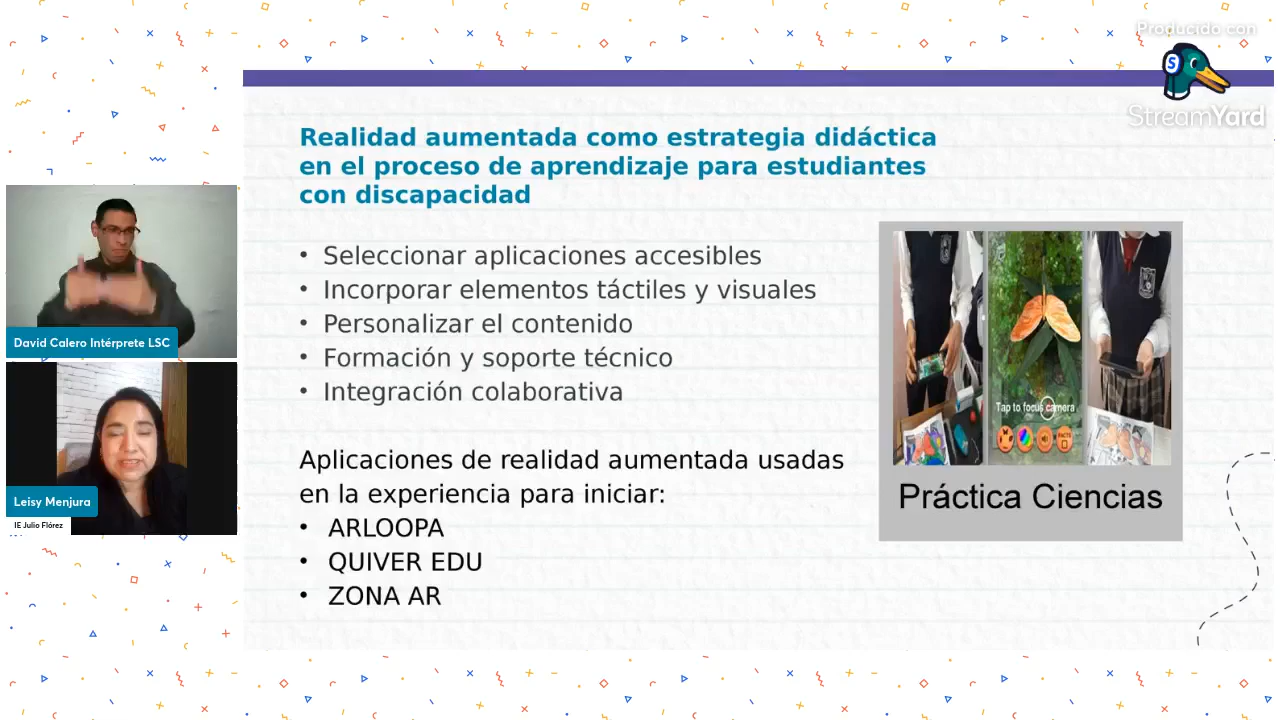 Producido con
StreamYard
Realidad aumentada como estrategia didáctica
en el proceso de aprendizaje para estudiantes
con discapacidad
• Seleccionar aplicaciones accesibles
• Incorporar elementos táctiles y visuales
• Personalizar el contenido
• Formación y soporte técnico
• Integración colaborativa
Aplicaciones de realidad aumentada usadas
en la experiencia para iniciar:
• ARLOOPA
• QUIVER EDU
• ZONA AR
Tap to focus camera
FACTS
Práctica Ciencias
David Calero Intérprete LSC
Leisy Menjura
IE Julio Flórez